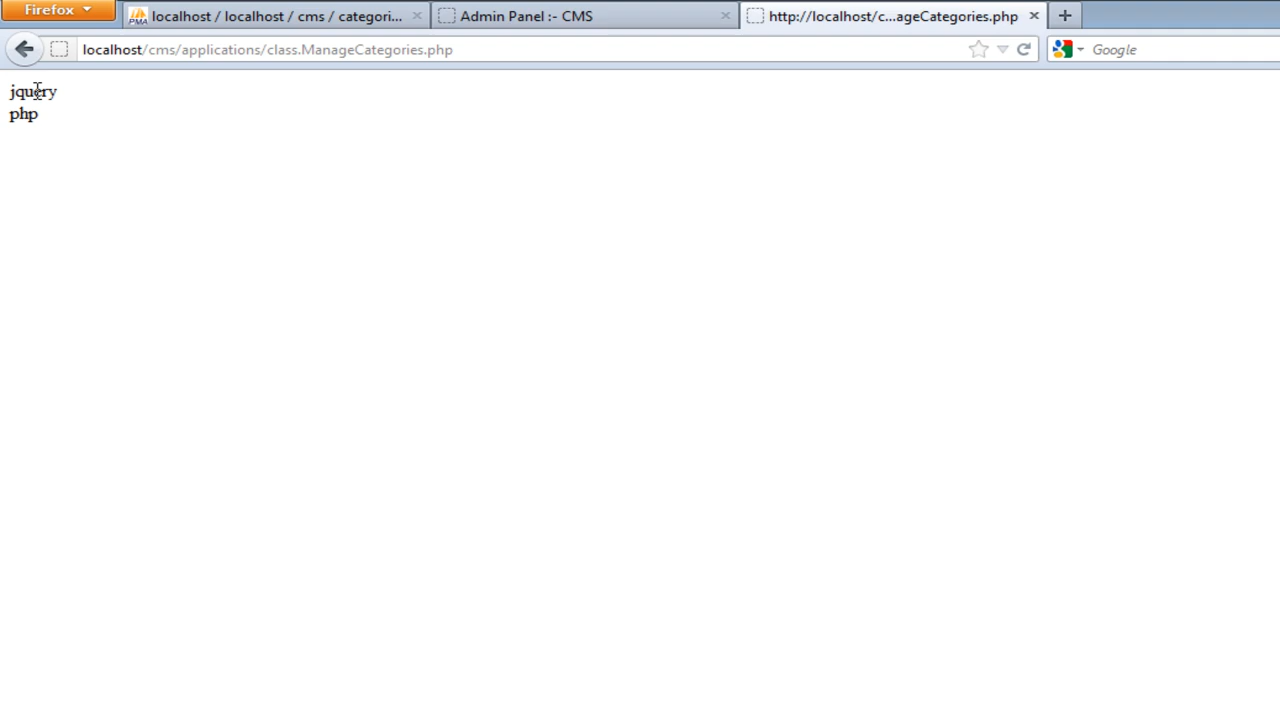 Firefox
localhost / localhost / cms / categori...
Admin Panel :- CMS
http://localhost/c...ageCategories.php
localhost/cms/applications/class.ManageCategories.php
Google
jquery
php